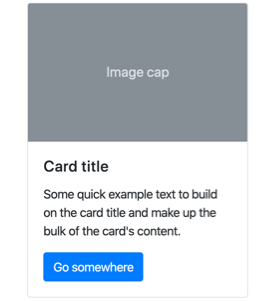 Image cap
Card title
Some quick example text to build
on the card title and make up the
bulk of the card's content.
Go somewhere